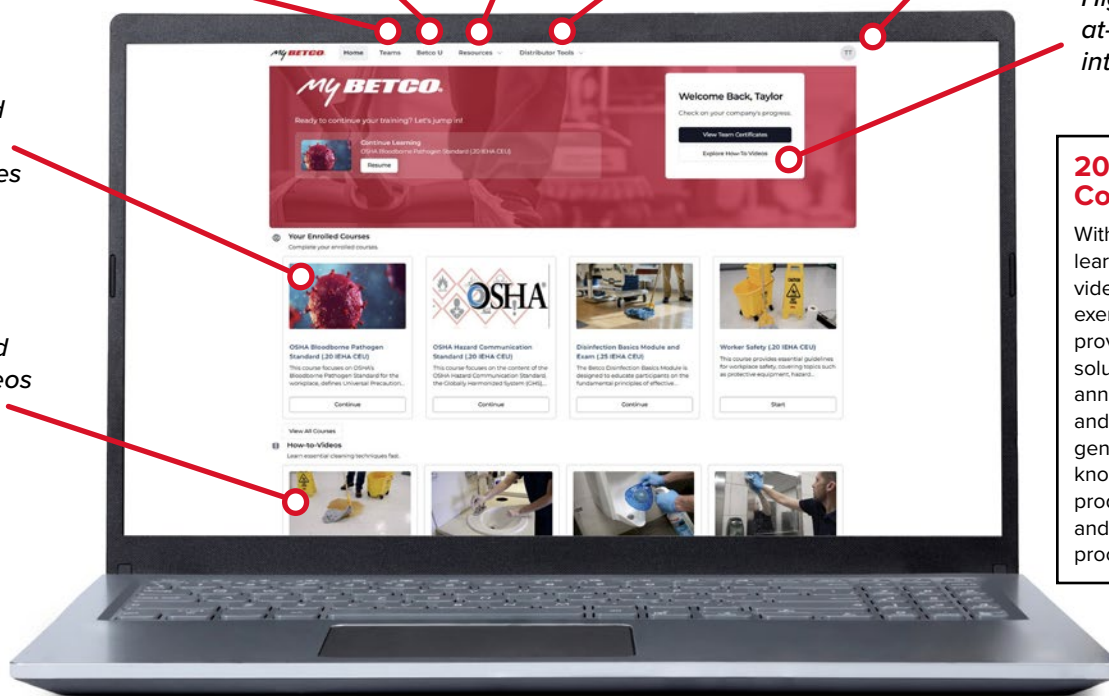 Hig
at-
int
d
es
d
eos
20
Co
With
lear
vide
exer
prov
solu
ann
and
gen
kno
proc
and
proc
My BETCO. Home Teams Betco U Resources Distributor Tools TT
My BETCO.
Ready to continue your training? Let's jump in!
Continue Learning
OSHA Bloodborne Pathogen Standard (.20 IEHA CEU)
Resume
Welcome Back, Taylor
Check on your company's progress.
View Team Certificates
Explore How-To Videos
Your Enrolled Courses
Complete your enrolled courses.
OSHA
OSHA Bloodborne Pathogen
Standard (.20 IEHA CEU)
This course focuses on OSHA's
Bloodborne Pathogen Standard for the
workplace, defines Universal Precaution...
Continue
OSHA Hazard Communication
Standard (.20 IEHA CEU)
This course focuses on the content of the
OSHA Hazard Communication Standard,
the Globally Harmonized System (GHS),...
Continue
Disinfection Basics Module and
Exam (.25 IEHA CEU)
The Betco Disinfection Basics Module is
designed to educate participants on the
fundamental principles of effective...
Continue
Worker Safety (.20 IEHA CEU)
This course provides essential guidelines
for workplace safety, covering topics such
as protective equipment, hazard...
Start
View All Courses
How-to-Videos
Learn essential cleaning techniques fast.